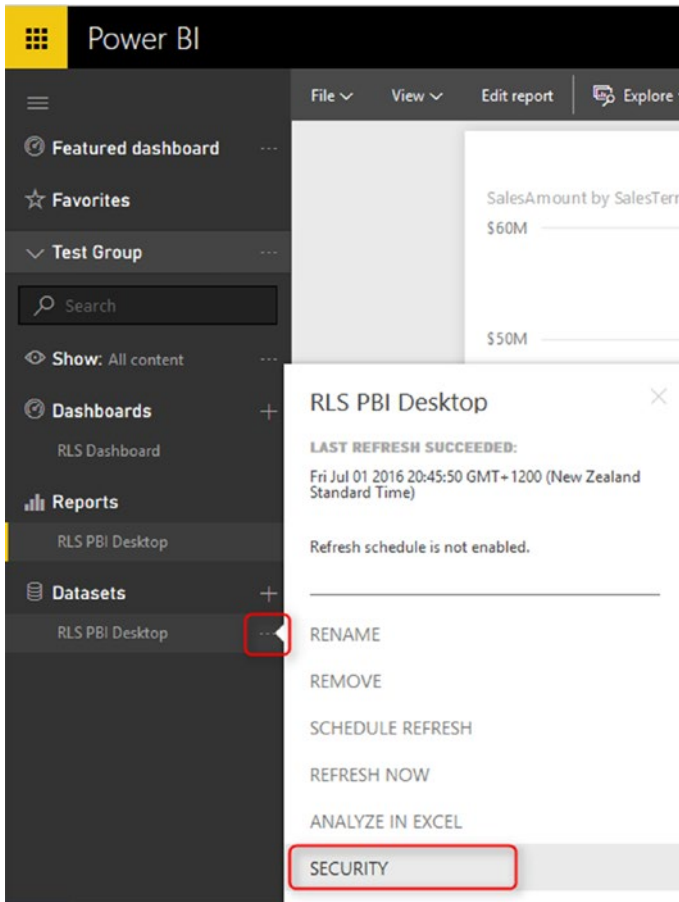 Power BI
File View Edit report Explore
Featured dashboard ...
Favorites
SalesAmount by SalesTerr
$60M
Test Group ...
Search
$50M
Show: All content ...
Dashboards +
RLS Dashboard
Reports
RLS PBI Desktop
Datasets +
RLS PBI Desktop ...
RLS PBI Desktop
LAST REFRESH SUCCEEDED:
Fri Jul 01 2016 20:45:50 GMT+1200 (New Zealand
Standard Time)
Refresh schedule is not enabled.
RENAME
REMOVE
SCHEDULE REFRESH
REFRESH NOW
ANALYZE IN EXCEL
SECURITY